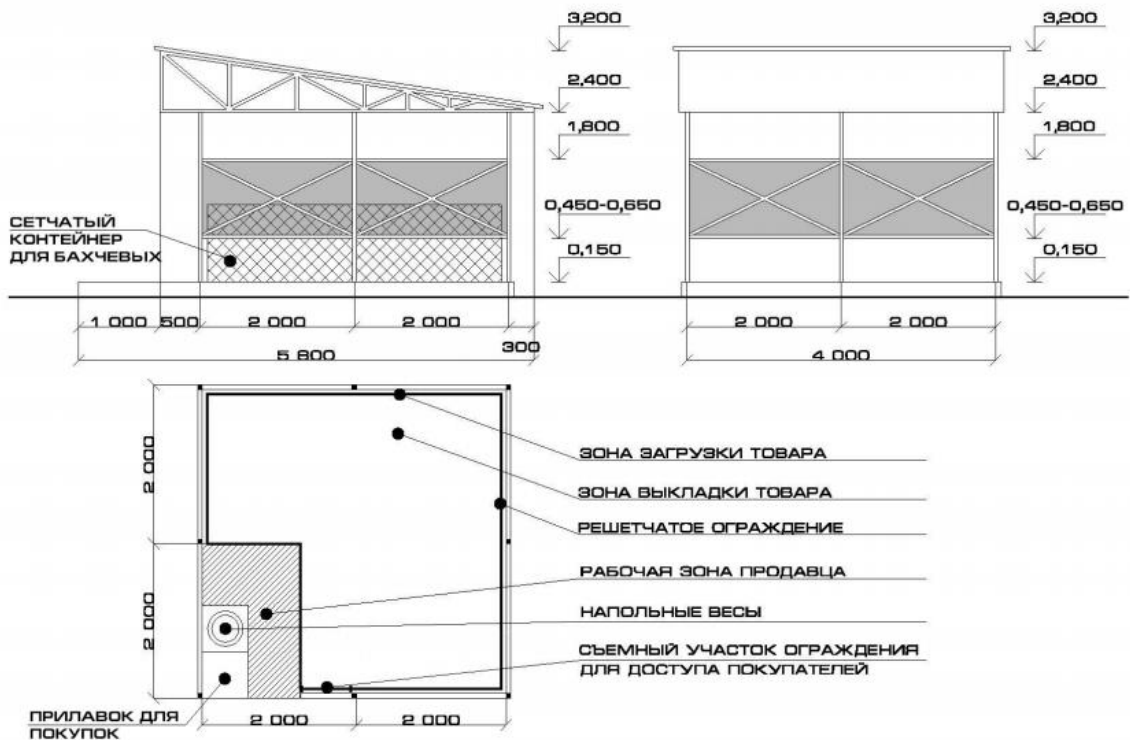 3,200
2,400
1,800
0,450-0,650
0,150
3,200
2,400
1,800
0,450-0,650
0,150
СЕТЧАТЫЙ
КОНТЕЙНЕР
ДЛЯ БАХЧЕВЫХ
1 000
500
2 000
2 000
300
5 800
2 000
2 000
4 000
2 000
2 000
ЗОНА ЗАГРУЗКИ ТОВАРА
ЗОНА ВЫКЛАДКИ ТОВАРА
РЕШЕТЧАТОЕ ОГРАЖДЕНИЕ
РАБОЧАЯ ЗОНА ПРОДАВЦА
НАПОЛЬНЫЕ ВЕСЫ
СЪЕМНЫЙ УЧАСТОК ОГРАЖДЕНИЯ
ДЛЯ ДОСТУПА ПОКУПАТЕЛЕЙ
ПРИЛАВОК ДЛЯ
ПОКУПОК
2 000
2 000